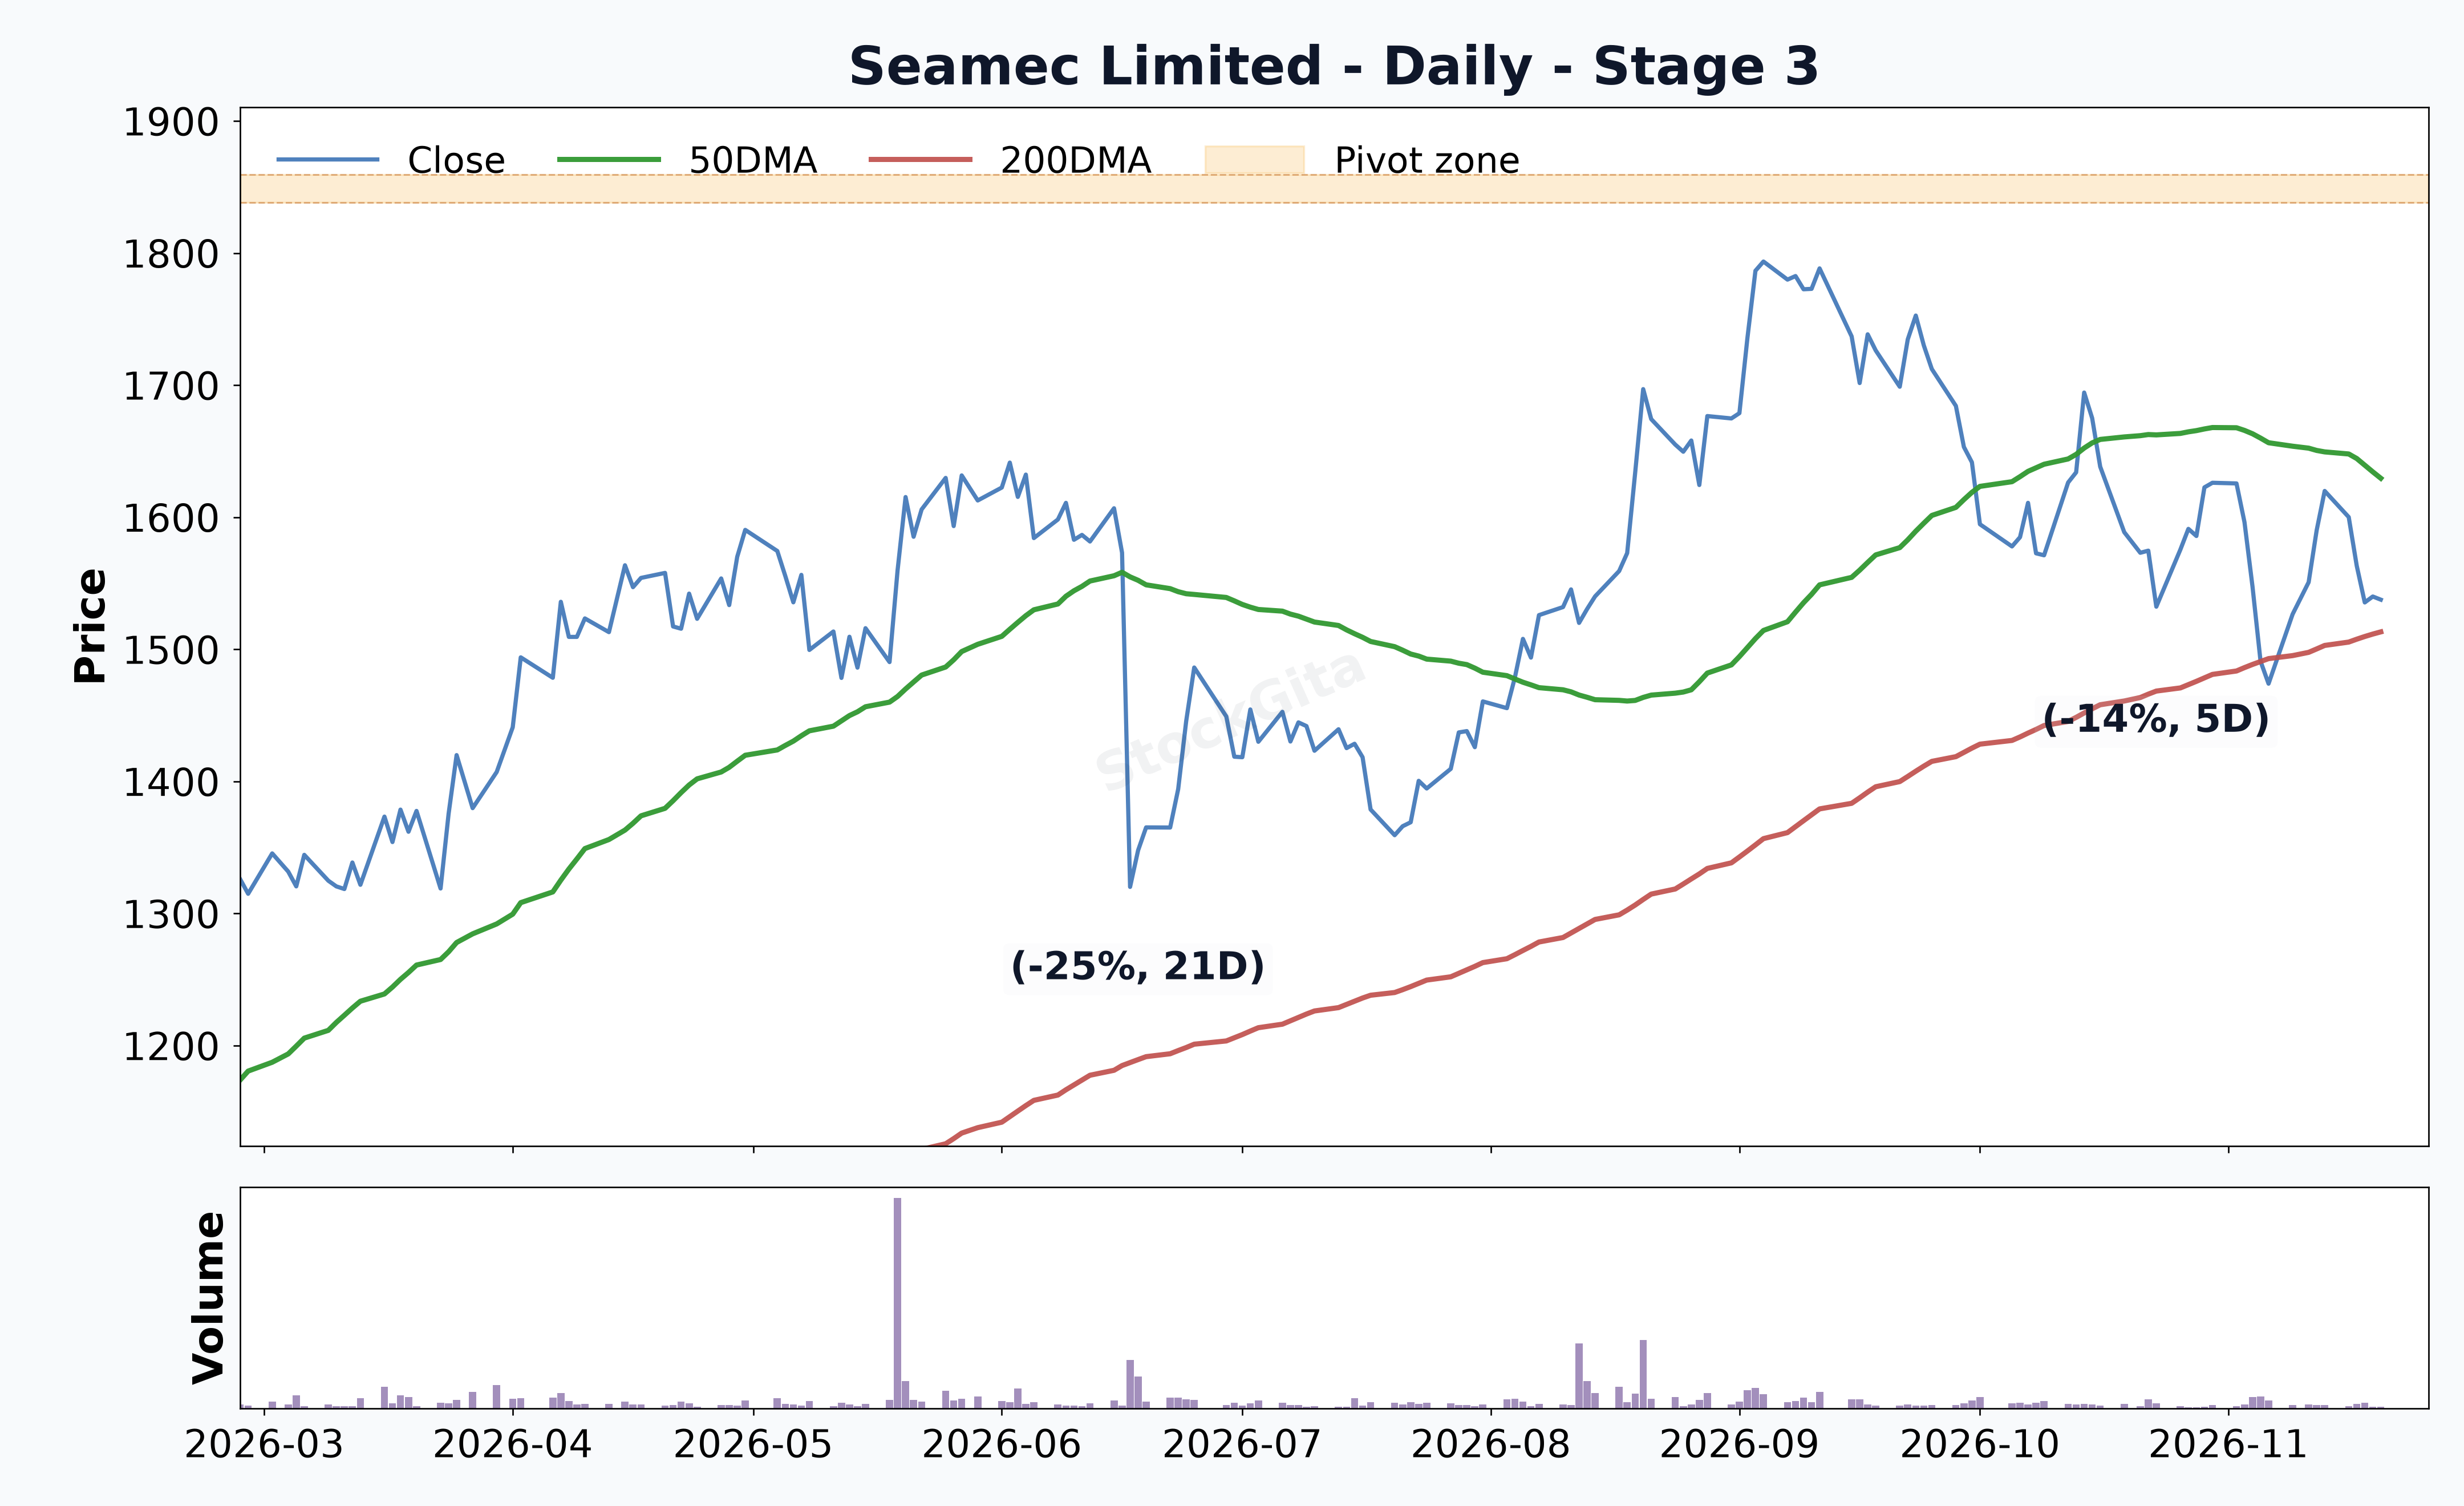 Seamec Limited - Daily - Stage 3
Close 50DMA 200DMA Pivot zone
1900
1800
1700
1600
1500
1400
1300
1200
Price
StockGita
(-14%, 5D)
(-25%, 21D)
Volume
2026-03 2026-04 2026-05 2026-06 2026-07 2026-08 2026-09 2026-10 2026-11